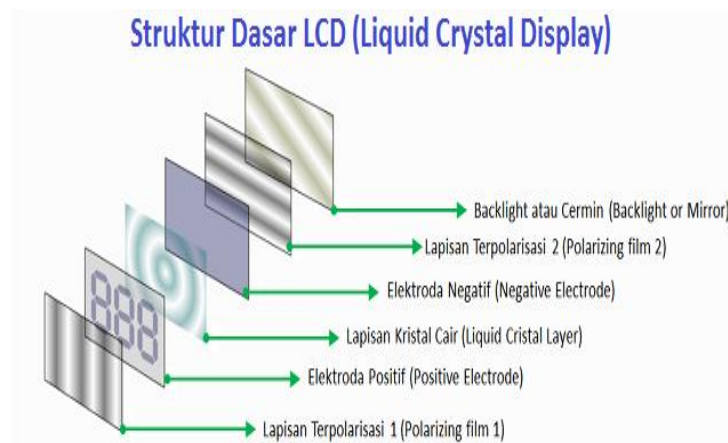 Struktur Dasar LCD (Liquid Crystal Display)
Backlight atau Cermin (Backlight or Mirror)
Lapisan Terpolarisasi 2 (Polarizing film 2)
Elektroda Negatif (Negative Electrode)
888
Lapisan Kristal Cair (Liquid Cristal Layer)
Elektroda Positif (Positive Electrode)
Lapisan Terpolarisasi 1 (Polarizing film 1)